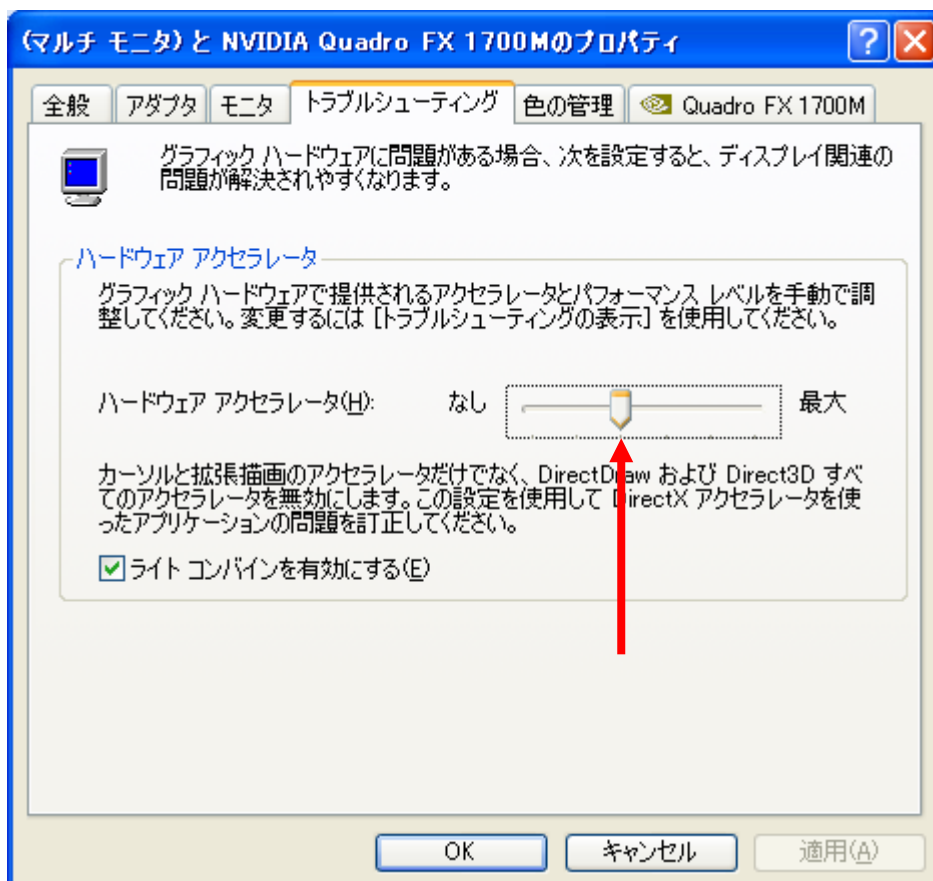 (マルチ モニタ) と NVIDIA Quadro FX 1700Mのプロパティ
全般 アダプタ モニタ トラブルシューティング 色の管理 Quadro FX 1700M
グラフィック ハードウェアに問題がある場合、次を設定すると、ディスプレイ関連の
問題が解決されやすくなります。
ハードウェア アクセラレータ
グラフィック ハードウェアで提供されるアクセラレータとパフォーマンス レベルを手動で調
整してください。変更するには [トラブルシューティングの表示] を使用してください。
ハードウェア アクセラレータ(H): なし 最大
カーソルと拡張描画のアクセラレータだけでなく、DirectDraw および Direct3D すべ
てのアクセラレータを無効にします。この設定を使用して DirectX アクセラレータを使
ったアプリケーションの問題を訂正してください。
ライト コンバインを有効にする(E)
OK キャンセル 適用(A)